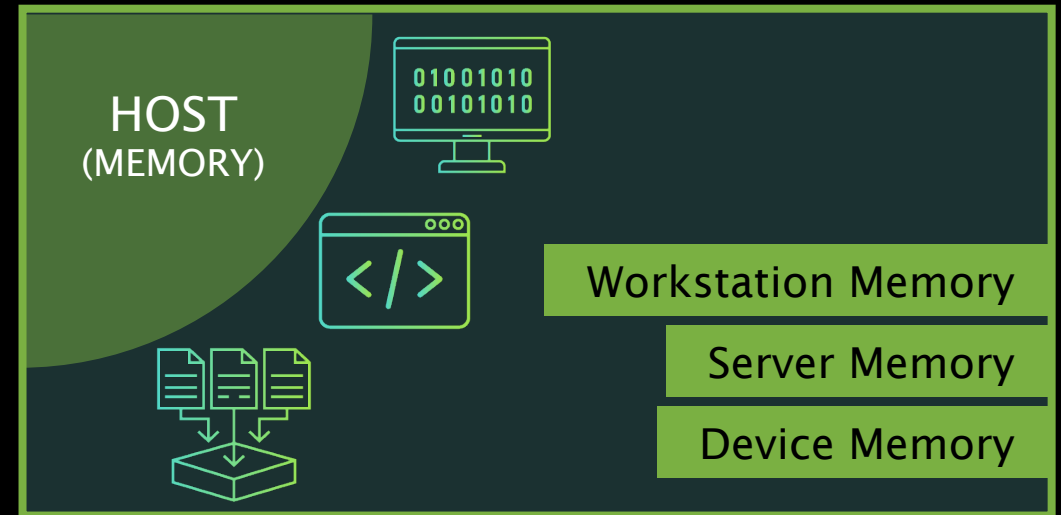 HOST
(MEMORY)
01001010
00101010
</>
Workstation Memory
Server Memory
Device Memory